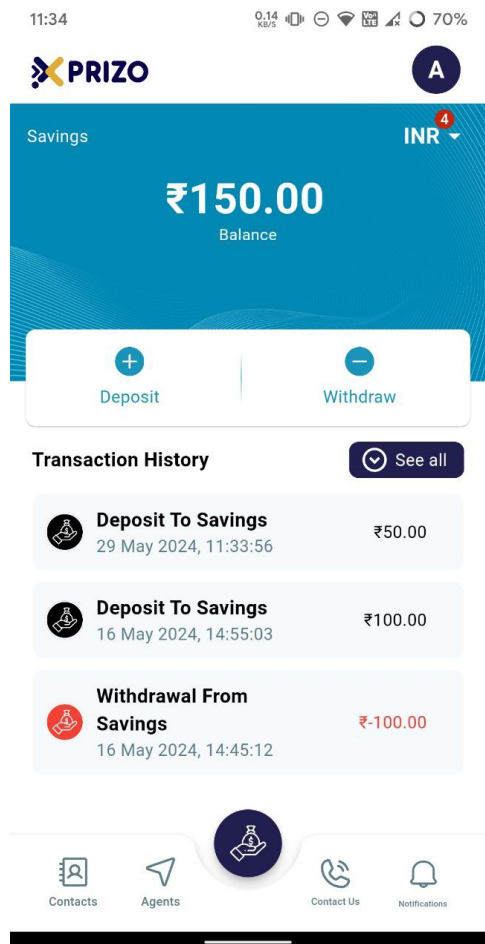 11:34 0.14 KB/S Vo LTE 70%
PRIZO
A
Savings
INR 4
₹150.00
Balance
Deposit
Withdraw
Transaction History
See all
Deposit To Savings
29 May 2024, 11:33:56
₹50.00
Deposit To Savings
16 May 2024, 14:55:03
₹100.00
Withdrawal From
Savings
16 May 2024, 14:45:12
₹-100.00
Contacts
Agents
Contact Us
Notifications